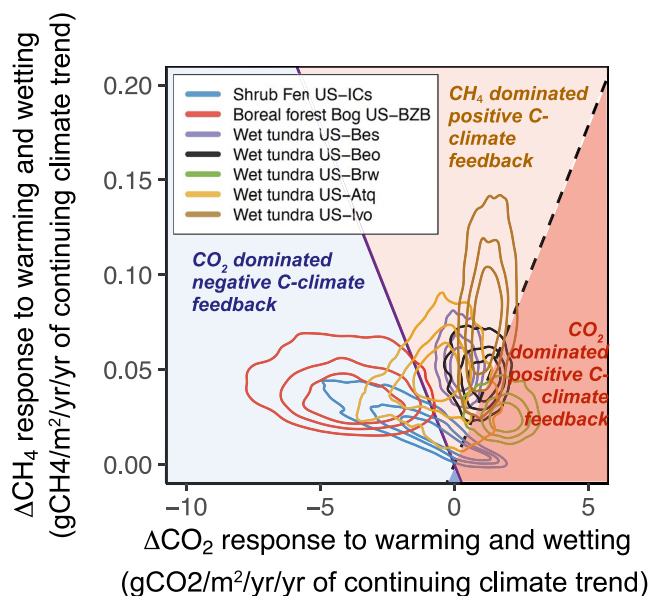 ΔCH₄ response to warming and wetting
(gCH4/m²/yr/yr of continuing climate trend)
0.20
0.15
0.10
0.05
0.00
Shrub Fen US−ICs
Boreal forest Bog US−BZB
Wet tundra US−Bes
Wet tundra US−Beo
Wet tundra US−Brw
Wet tundra US−Atq
Wet tundra US−Ivo
CH₄ dominated
positive C-
climate
feedback
CO₂ dominated
negative C-climate
feedback
CO₂
dominated
positive C-
climate
feedback
−10
−5
0
5
ΔCO₂ response to warming and wetting
(gCO2/m²/yr/yr of continuing climate trend)